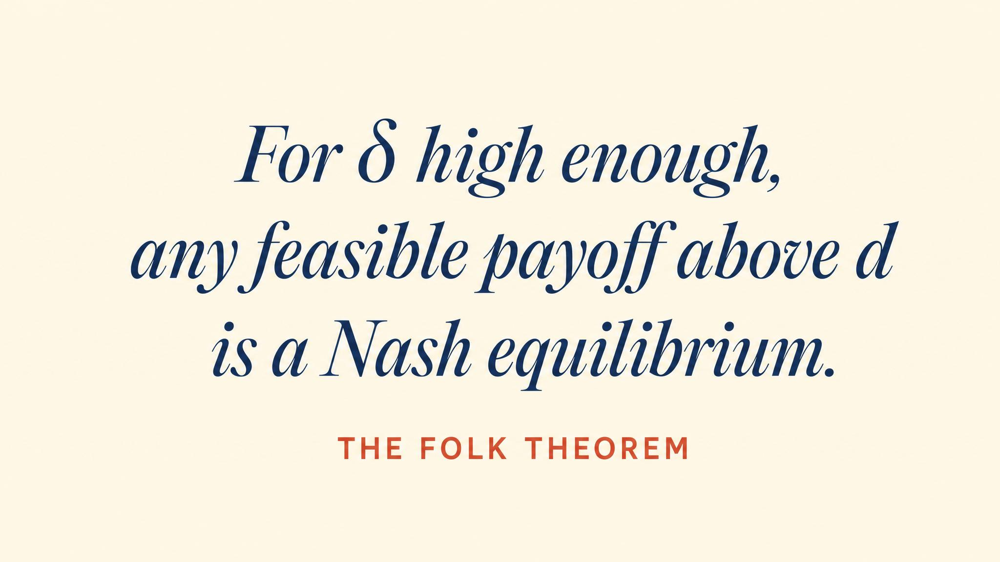 For δ high enough,
any feasible payoff above d
is a Nash equilibrium.
THE FOLK THEOREM